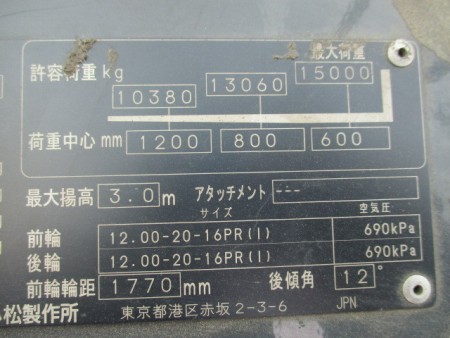 最大荷重
許容荷重 kg 10380 13060 15000
荷重中心 mm 1200 800 600
最大揚高 3.0 m アタッチメント ---
サイズ 空気圧
前輪 12.00-20-16PR(I) 690kPa
後輪 12.00-20-16PR(I) 690kPa
前輪輪距 1770 mm 後傾角 12°
松製作所 東京都港区赤坂 2-3-6 JPN